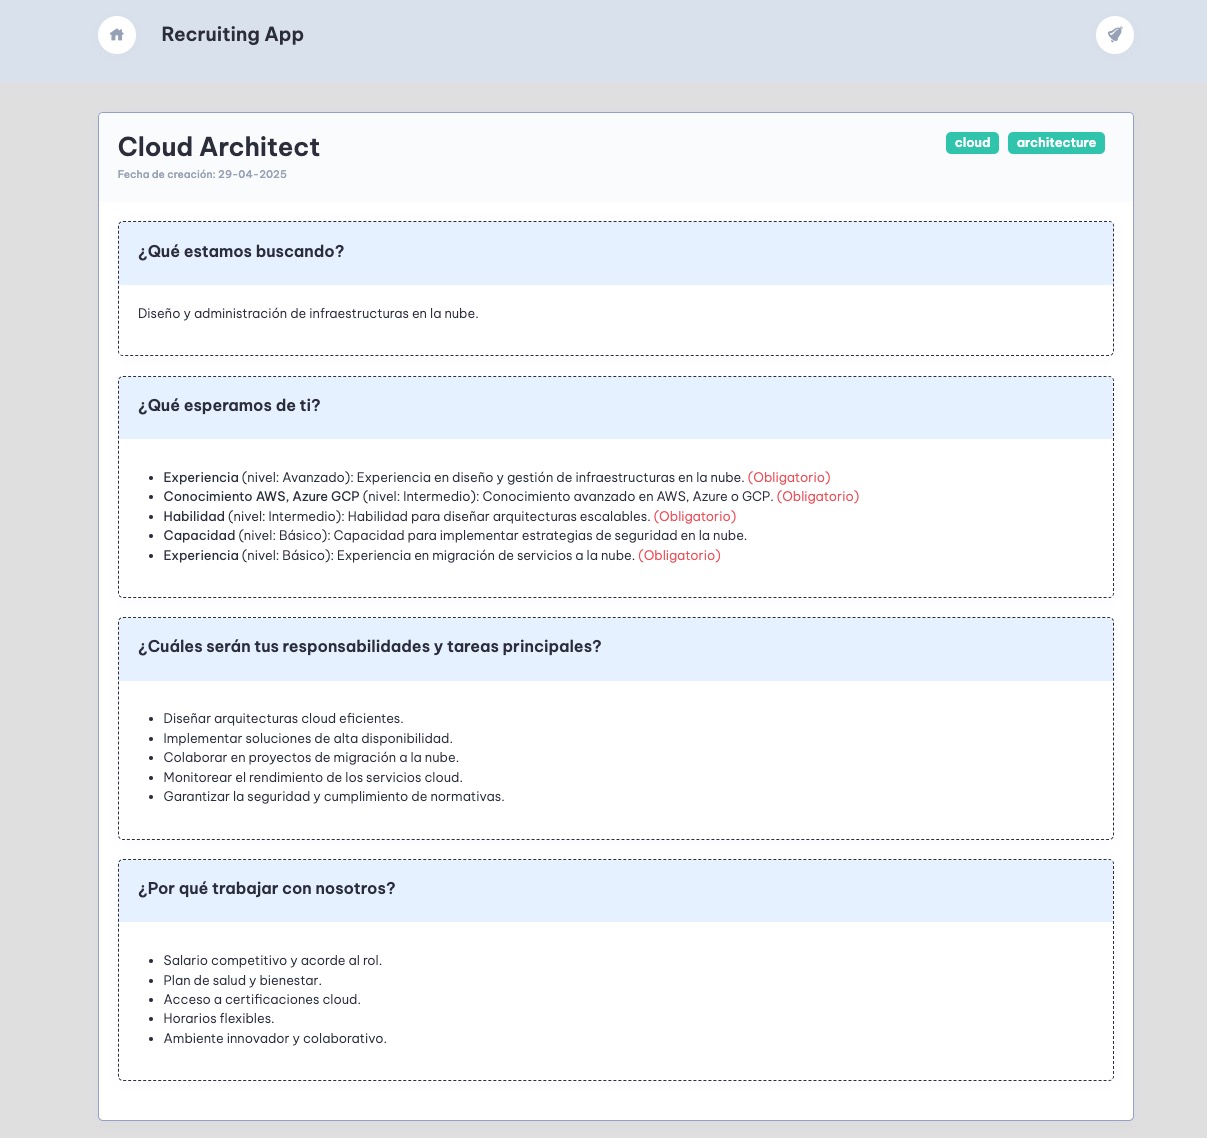 Recruiting App
Cloud Architect
cloud architecture
Fecha de creación: 29-04-2025
¿Qué estamos buscando?
Diseño y administración de infraestructuras en la nube.
¿Qué esperamos de ti?
Experiencia (nivel: Avanzado): Experiencia en diseño y gestión de infraestructuras en la nube. (Obligatorio)
Conocimiento AWS, Azure GCP (nivel: Intermedio): Conocimiento avanzado en AWS, Azure o GCP. (Obligatorio)
Habilidad (nivel: Intermedio): Habilidad para diseñar arquitecturas escalables. (Obligatorio)
Capacidad (nivel: Básico): Capacidad para implementar estrategias de seguridad en la nube.
Experiencia (nivel: Básico): Experiencia en migración de servicios a la nube. (Obligatorio)
¿Cuáles serán tus responsabilidades y tareas principales?
Diseñar arquitecturas cloud eficientes.
Implementar soluciones de alta disponibilidad.
Colaborar en proyectos de migración a la nube.
Monitorear el rendimiento de los servicios cloud.
Garantizar la seguridad y cumplimiento de normativas.
¿Por qué trabajar con nosotros?
Salario competitivo y acorde al rol.
Plan de salud y bienestar.
Acceso a certificaciones cloud.
Horarios flexibles.
Ambiente innovador y colaborativo.